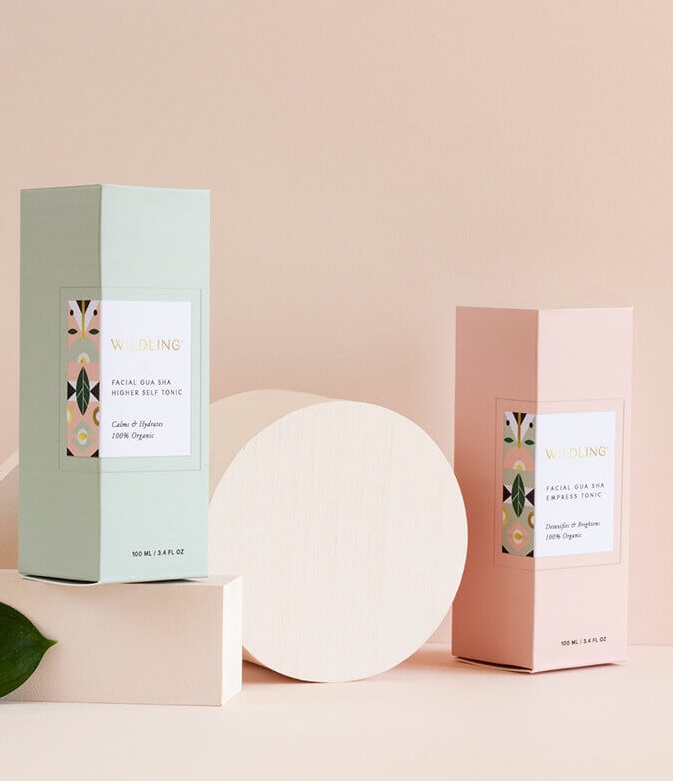 WILDLING
FACIAL GUA SHA
HIGHER SELF TONIC
Calms & Hydrates
100% Organic
100 ML / 3.4 FL OZ
WILDLING
FACIAL GUA SHA
EMPRESS TONIC
Detoxifies & Brightens
100% Organic
100 ML / 3.4 FL OZ